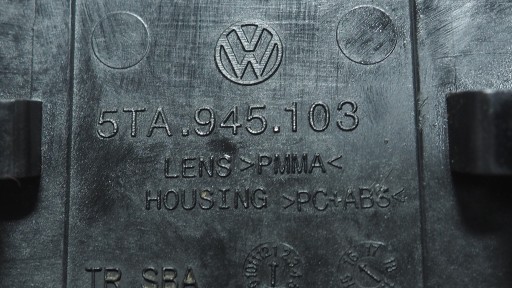 5TA.945.103
LENS >PMMA<
HOUSING >PC+ABS<
TR SBA